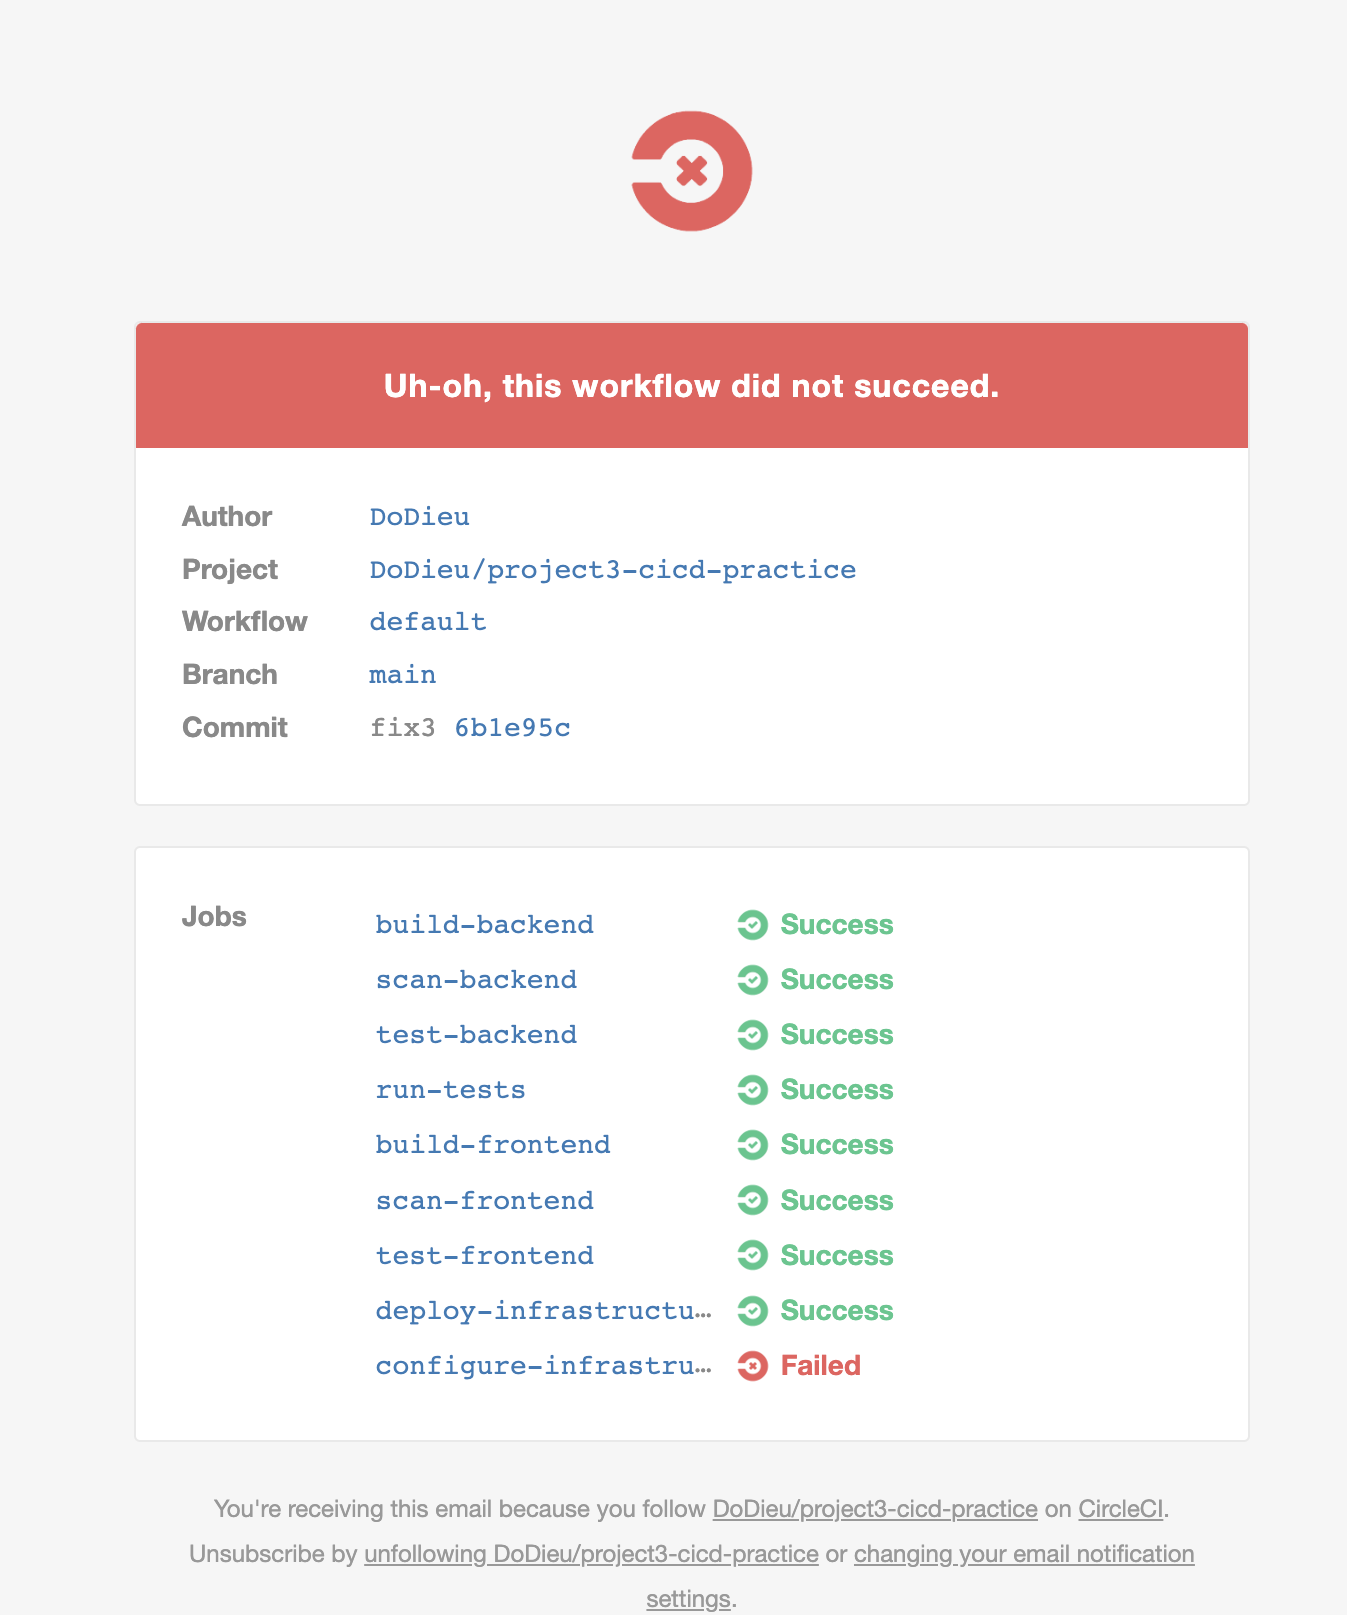 Uh-oh, this workflow did not succeed.
Author DoDieu
Project DoDieu/project3-cicd-practice
Workflow default
Branch main
Commit fix3 6b1e95c
Jobs build-backend Success
scan-backend Success
test-backend Success
run-tests Success
build-frontend Success
scan-frontend Success
test-frontend Success
deploy-infrastructu... Success
configure-infrastru... Failed
You're receiving this email because you follow DoDieu/project3-cicd-practice on CircleCI.
Unsubscribe by unfollowing DoDieu/project3-cicd-practice or changing your email notification
settings.